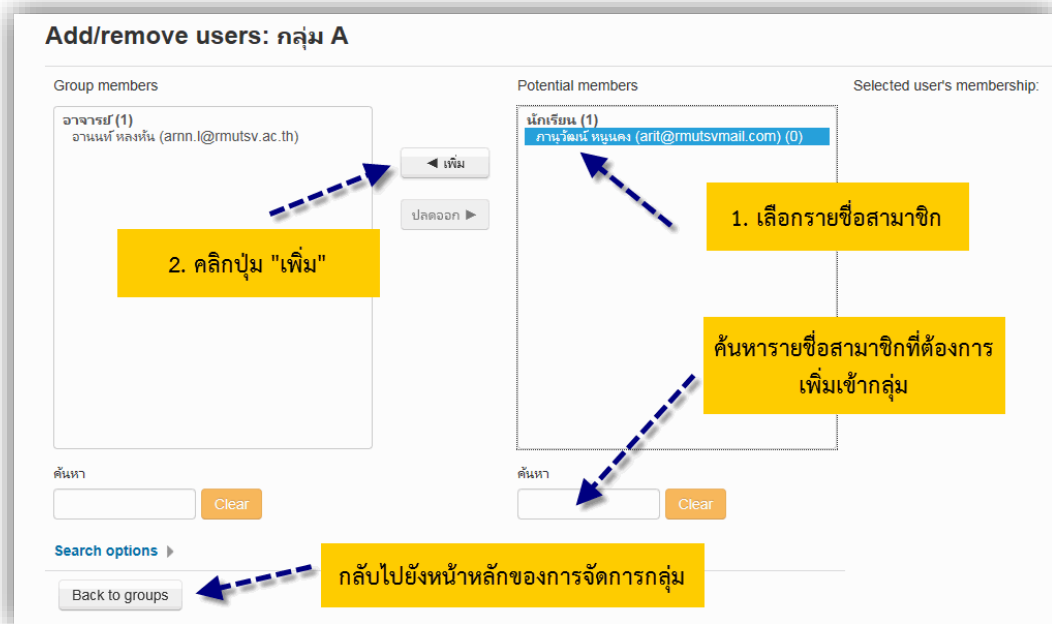 Add/remove users: กลุ่ม A
Group members
Potential members
Selected user's membership:
อาจารย์ (1)
อานนท์ หลงหัน (arnn.l@rmutsv.ac.th)
นักเรียน (1)
ภานุวัฒน์ หนูนคง (arit@rmutsvmail.com) (0)
◄ เพิ่ม
ปลดออก ►
1. เลือกรายชื่อสมาชิก
2. คลิกปุ่ม "เพิ่ม"
ค้นหารายชื่อสามาชิกที่ต้องการ
เพิ่มเข้ากลุ่ม
ค้นหา
Clear
ค้นหา
Clear
Search options
กลับไปยังหน้าหลักของการจัดการกลุ่ม
Back to groups